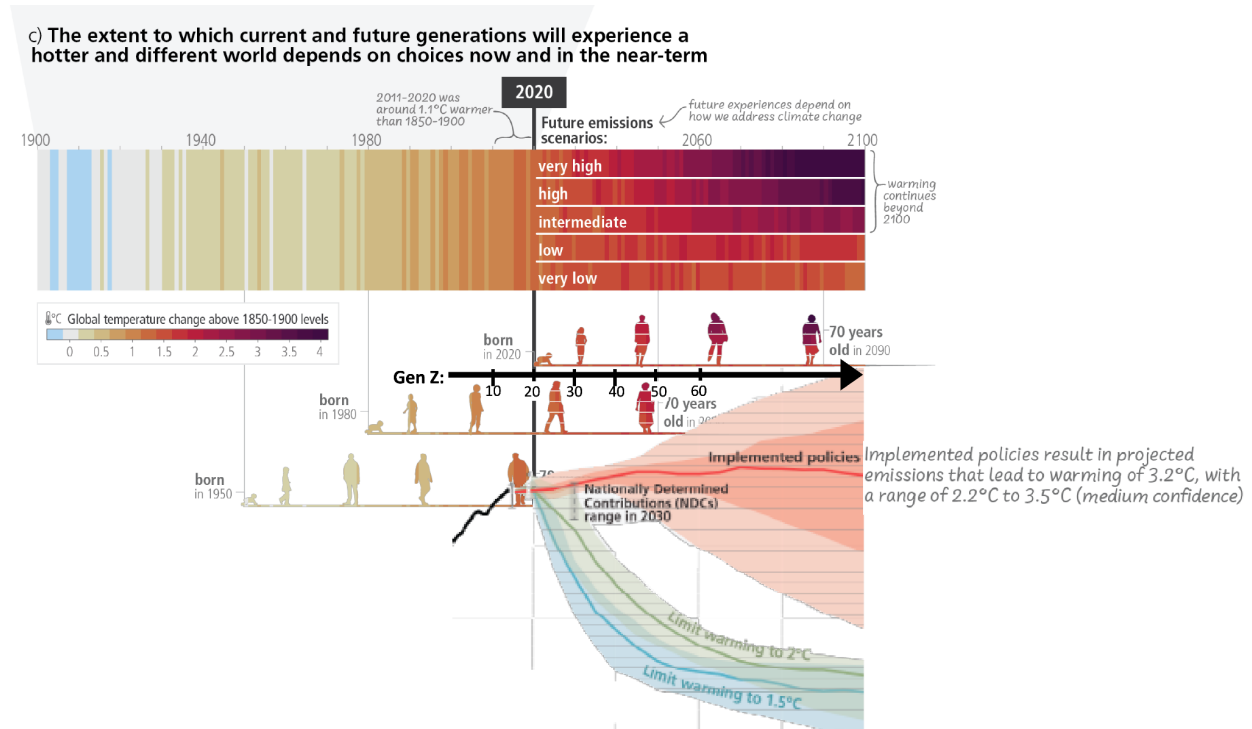 c) The extent to which current and future generations will experience a
hotter and different world depends on choices now and in the near-term
2020
2011-2020 was
around 1.1°C warmer
than 1850-1900
future experiences depend on
how we address climate change
Future emissions
scenarios:
1900
1940
1980
2060
2100
very high
high
intermediate
low
very low
warming
continues
beyond
2100
°C Global temperature change above 1850-1900 levels
0 0.5 1 1.5 2 2.5 3 3.5 4
born
in 2020
70 years
old in 2090
Gen Z:
10 20 30 40 50 60
born
in 1980
70 years
old in
born
in 1950
70
Implemented policies
Implemented policies result in projected
emissions that lead to warming of 3.2°C, with
a range of 2.2°C to 3.5°C (medium confidence)
Nationally Determined
Contributions (NDCs)
range in 2030
Limit warming to 2°C
Limit warming to 1.5°C